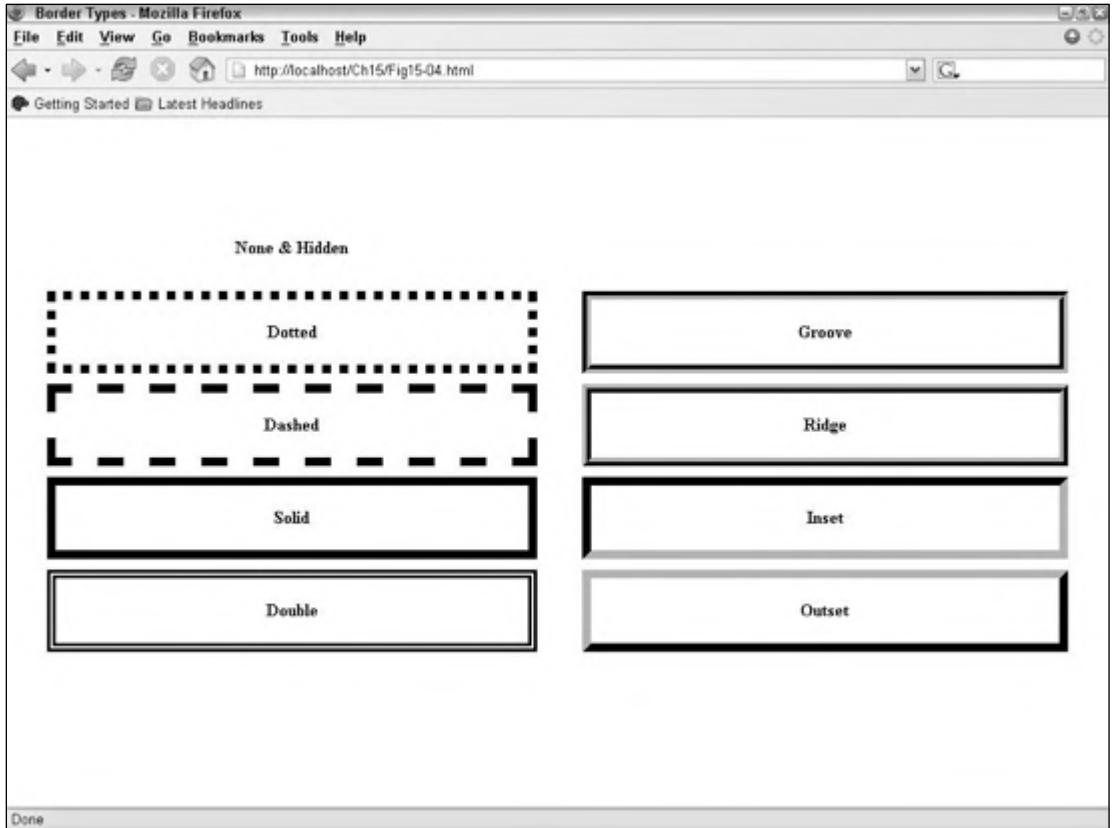 Border Types - Mozilla Firefox
File Edit View Go Bookmarks Tools Help
http://localhost/Ch15/Fig15-04.html
G
Getting Started Latest Headlines
None & Hidden
Dotted
Groove
Dashed
Ridge
Solid
Inset
Double
Outset
Done